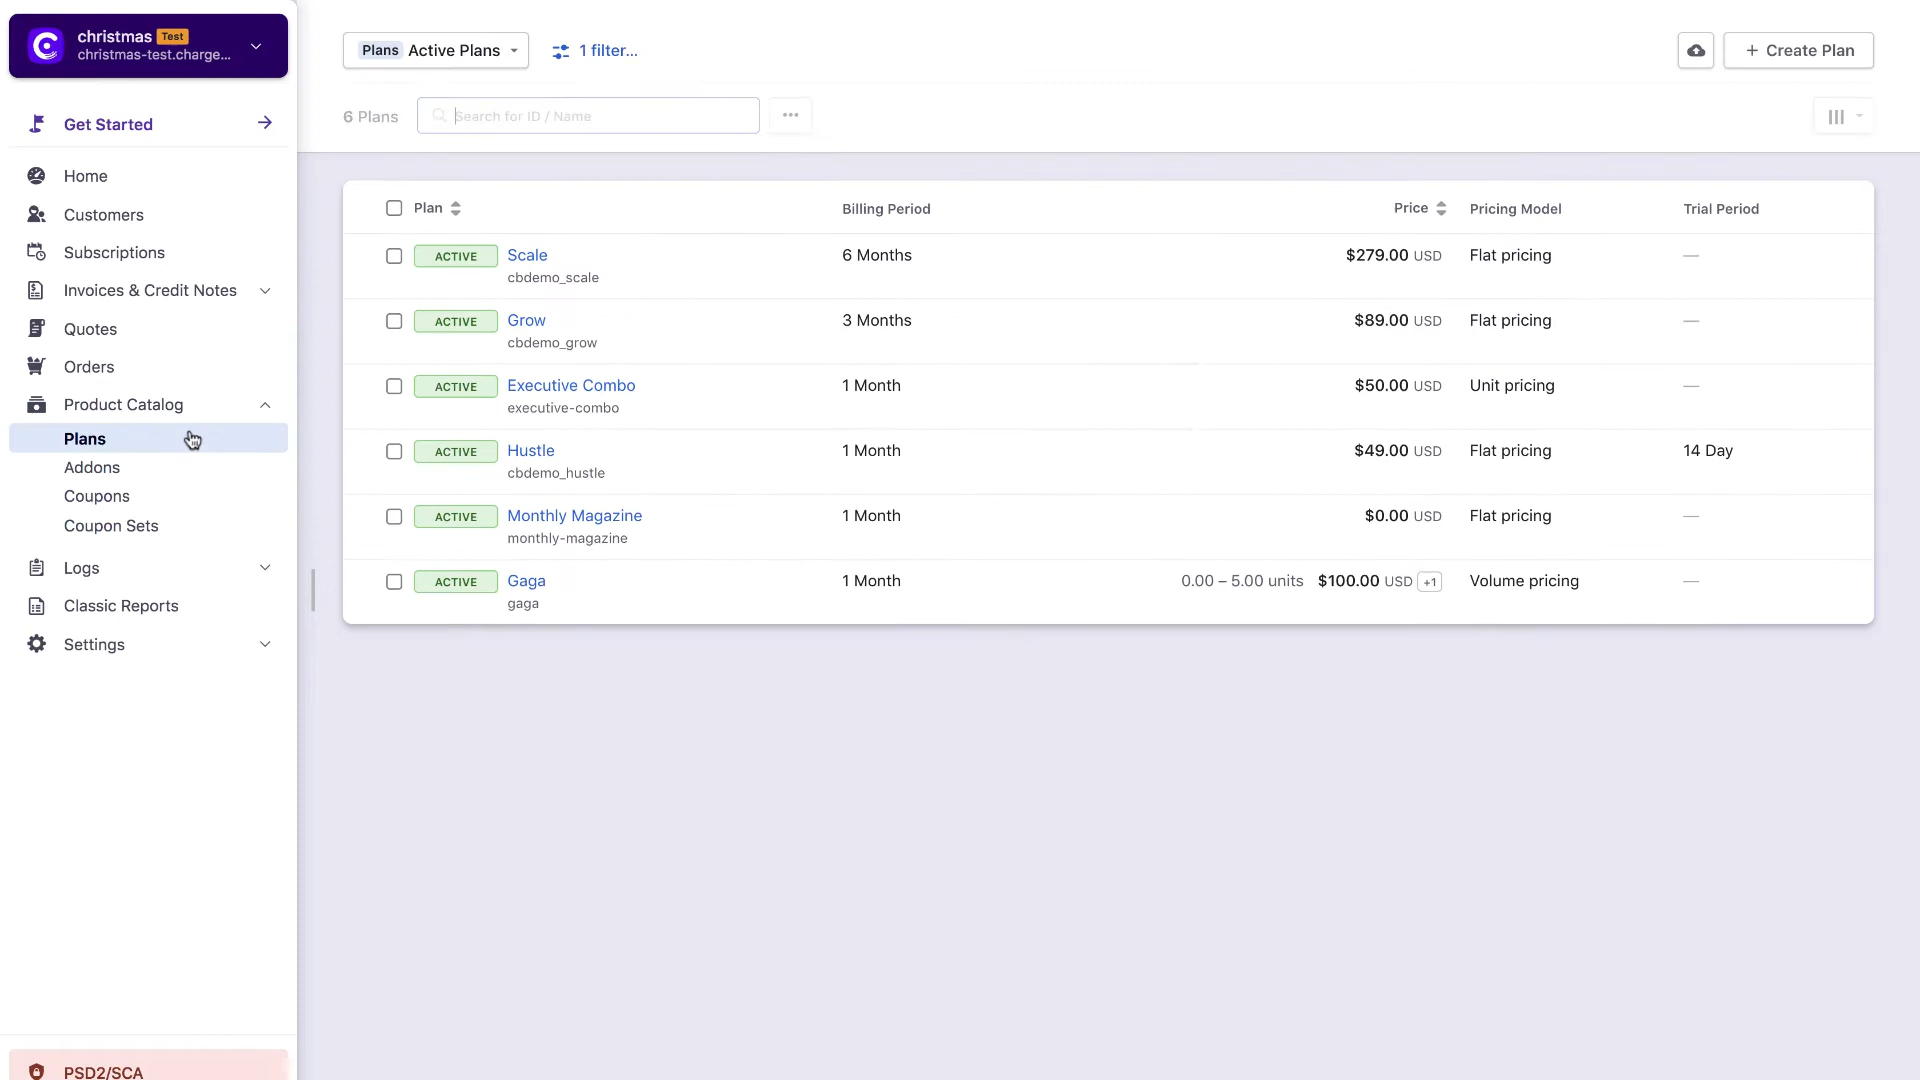 christmas Test
christmas-test.charge...
Get Started
Home
Customers
Subscriptions
Invoices & Credit Notes
Quotes
Orders
Product Catalog
Plans
Addons
Coupons
Coupon Sets
Logs
Classic Reports
Settings
PSD2/SCA
Plans Active Plans
1 filter...
+ Create Plan
6 Plans
Search for ID / Name
Plan Billing Period Price Pricing Model Trial Period
ACTIVE Scale 6 Months $279.00 USD Flat pricing —
cbdemo_scale
ACTIVE Grow 3 Months $89.00 USD Flat pricing —
cbdemo_grow
ACTIVE Executive Combo 1 Month $50.00 USD Unit pricing —
executive-combo
ACTIVE Hustle 1 Month $49.00 USD Flat pricing 14 Day
cbdemo_hustle
ACTIVE Monthly Magazine 1 Month $0.00 USD Flat pricing —
monthly-magazine
ACTIVE Gaga 1 Month 0.00 – 5.00 units $100.00 USD +1 Volume pricing —
gaga